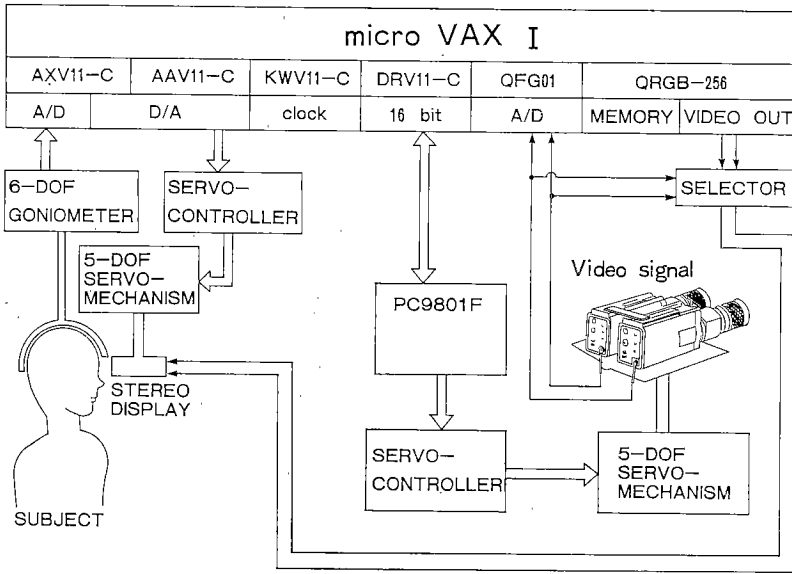 micro VAX I
AXV11-C AAV11-C KWV11-C DRV11-C QFG01 QRGB-256
A/D D/A clock 16 bit A/D MEMORY VIDEO OUT
6-DOF
GONIOMETER
SERVO-
CONTROLLER
SELECTOR
5-DOF
SERVO-
MECHANISM
Video signal
PC9801F
STEREO
DISPLAY
SERVO-
CONTROLLER
5-DOF
SERVO-
MECHANISM
SUBJECT